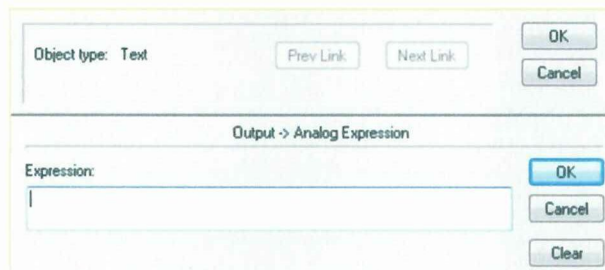 Object type: Text
Prev Link
Next Link
OK
Cancel
Output -> Analog Expression
Expression:
OK
Cancel
Clear